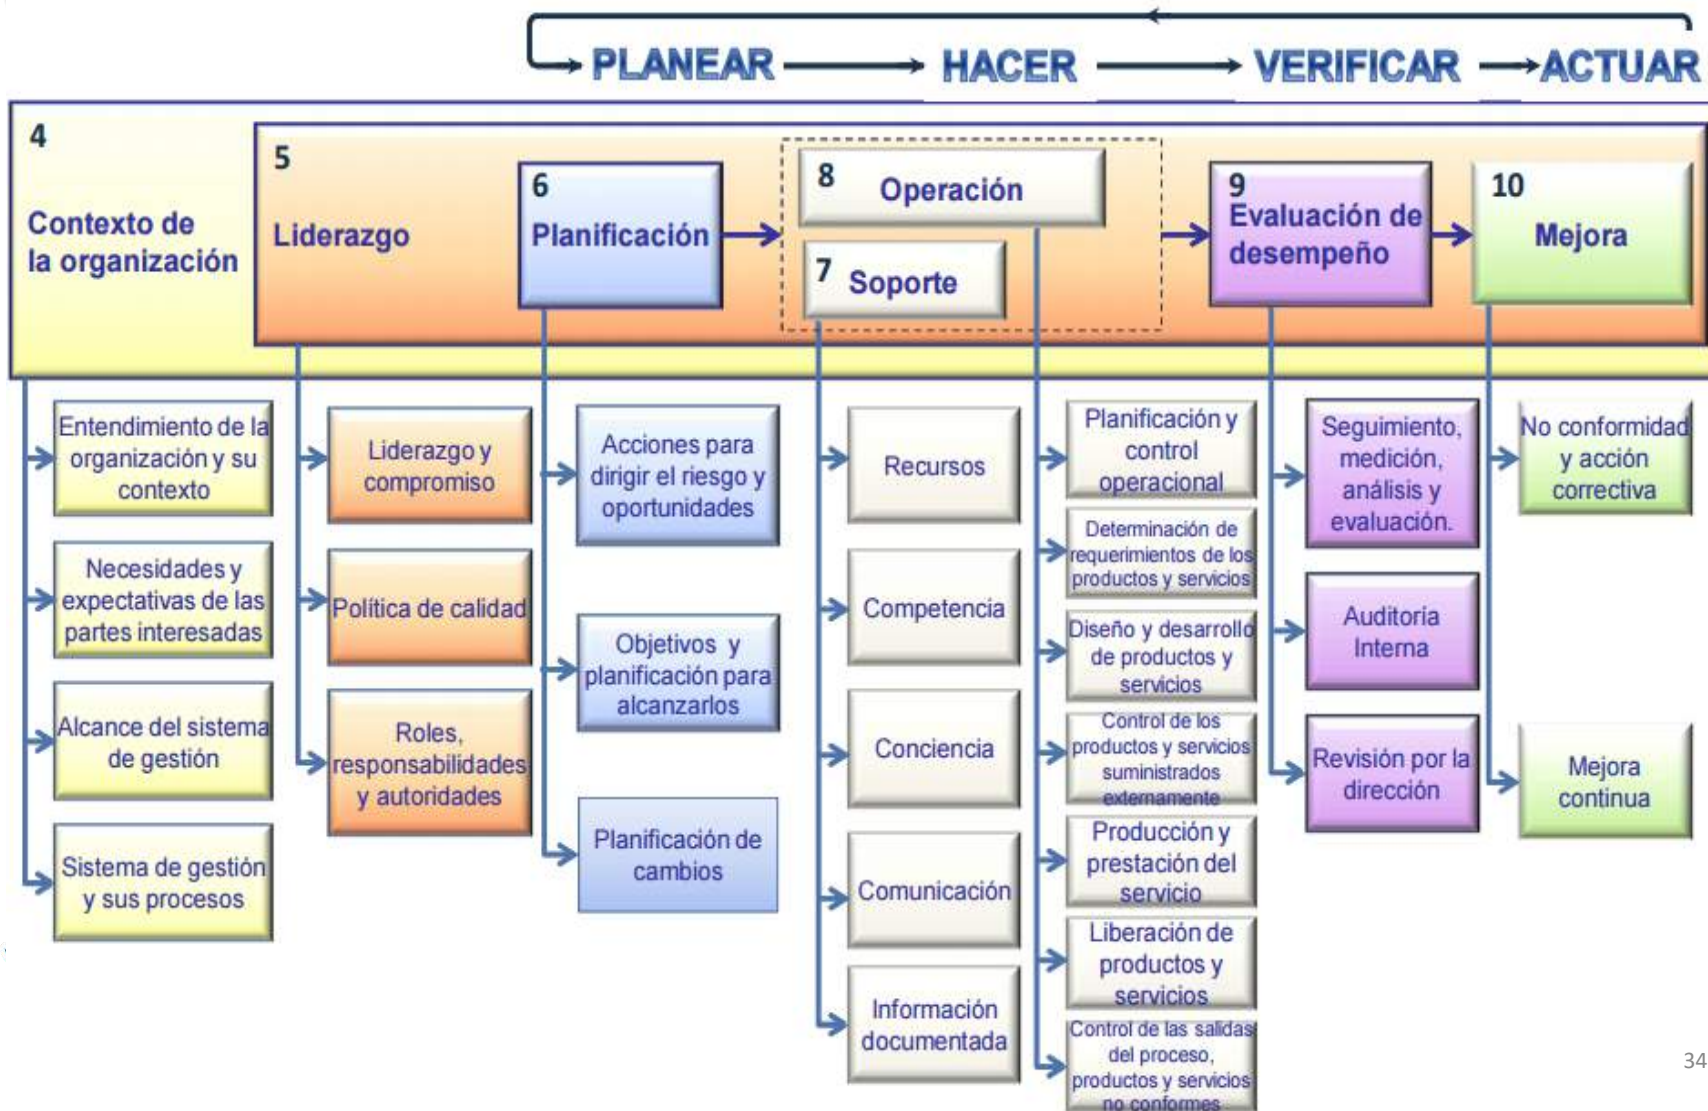 PLANEAR
HACER
VERIFICAR
ACTUAR
4
Contexto de
la organización
5
Liderazgo
6
Planificación
8
Operación
7
Soporte
9
Evaluación de
desempeño
10
Mejora
Entendimiento de la
organización y su
contexto
Necesidades y
expectativas de las
partes interesadas
Alcance del sistema
de gestión
Sistema de gestión
y sus procesos
Liderazgo y
compromiso
Política de calidad
Roles,
responsabilidades
y autoridades
Acciones para
dirigir el riesgo y
oportunidades
Objetivos y
planificación para
alcanzarlos
Planificación de
cambios
Recursos
Competencia
Conciencia
Comunicación
Información
documentada
Planificación y
control
operacional
Determinación de
requerimientos de los
productos y servicios
Diseño y desarrollo
de productos y
servicios
Control de los
productos y servicios
suministrados
externamente
Producción y
prestación del
servicio
Liberación de
productos y
servicios
Control de las salidas
del proceso,
productos y servicios
no conformes
Seguimiento,
medición,
análisis y
evaluación.
Auditoría
Interna
Revisión por la
dirección
No conformidad
y acción
correctiva
Mejora
continua
34